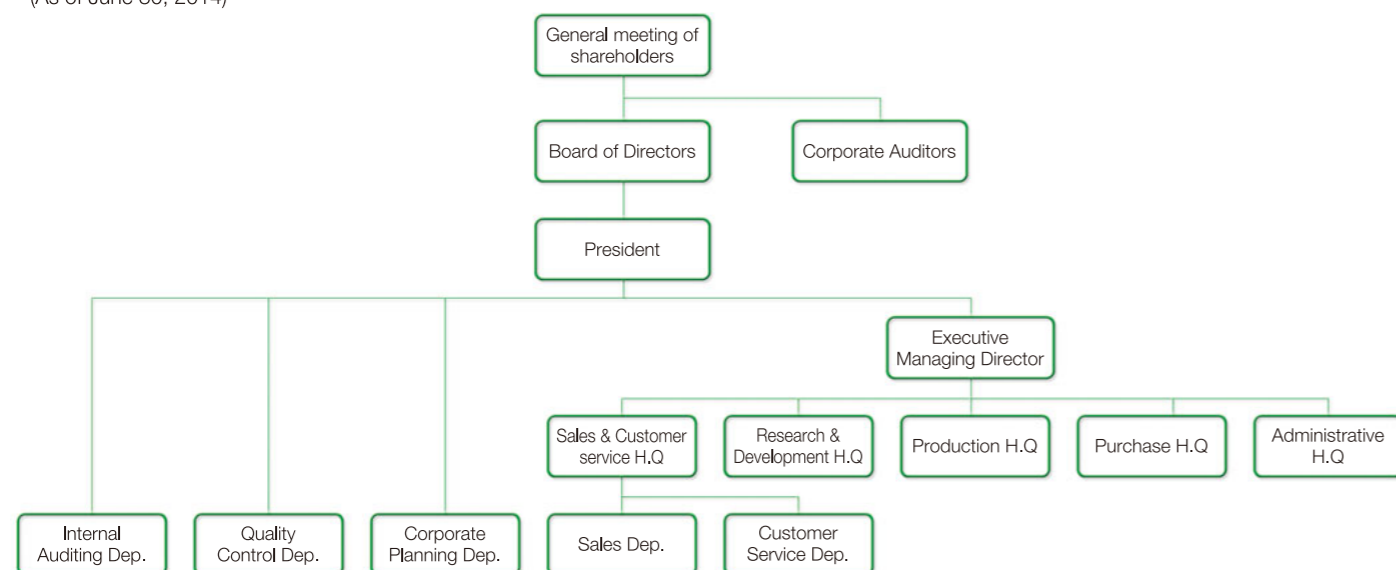 General meeting of
shareholders
Board of Directors
Corporate Auditors
President
Executive
Managing Director
Sales & Customer
service H.Q
Research &
Development H.Q
Production H.Q
Purchase H.Q
Administrative
H.Q
Internal
Auditing Dep.
Quality
Control Dep.
Corporate
Planning Dep.
Sales Dep.
Customer
Service Dep.